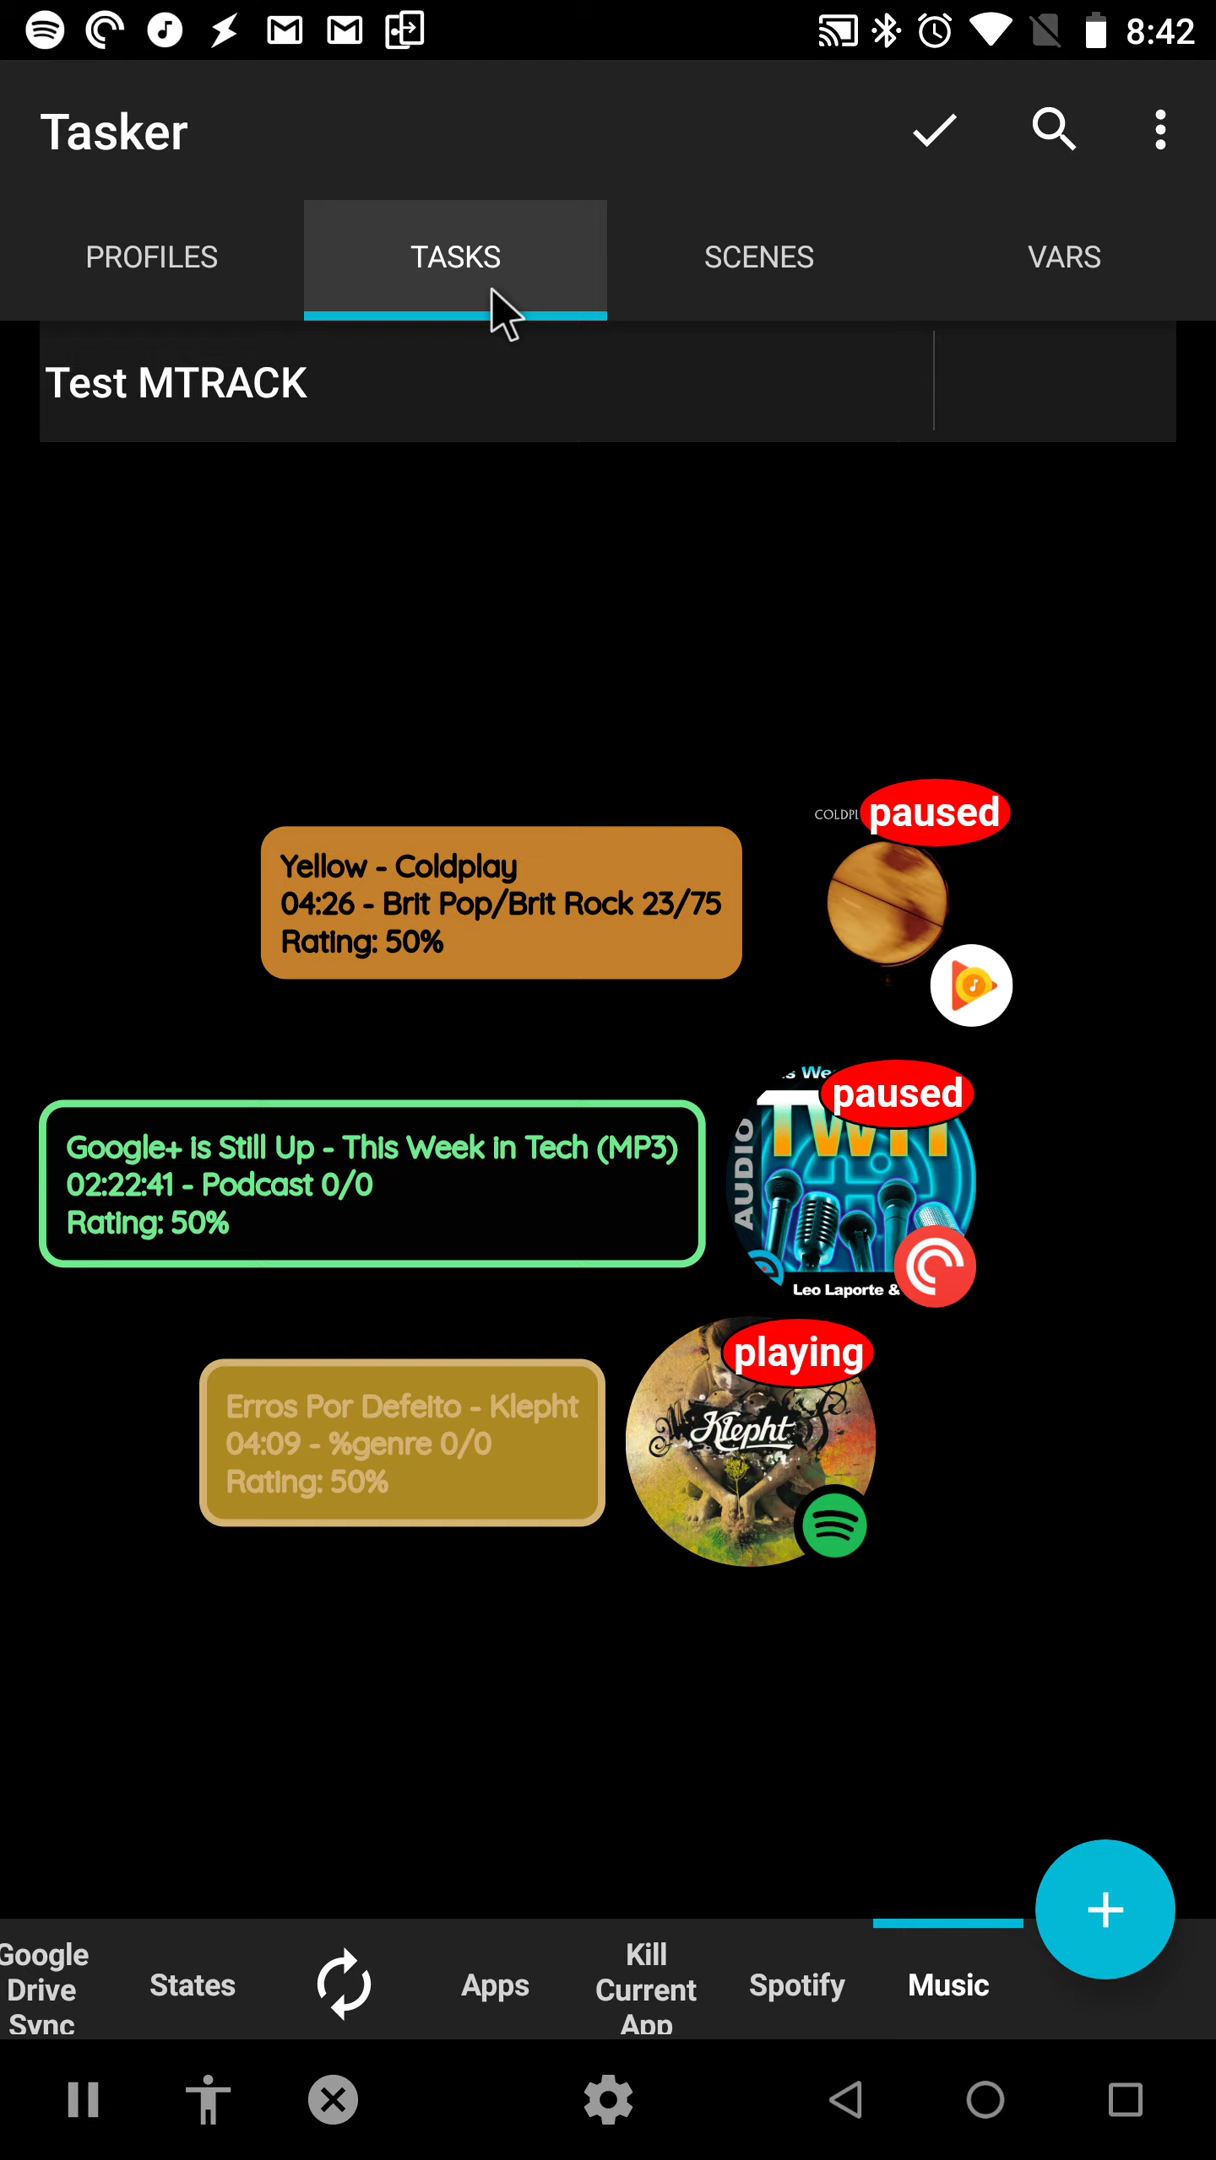 8:42
Tasker
PROFILES
TASKS
SCENES
VARS
Test MTRACK
COLDPL
paused
Yellow - Coldplay
04:26 - Brit Pop/Brit Rock 23/75
Rating: 50%
paused
AUDIO
Google+ is Still Up - This Week in Tech (MP3)
02:22:41 - Podcast 0/0
Rating: 50%
Leo Laporte &
playing
Erros Por Defeito - Klepht
04:09 - %genre 0/0
Rating: 50%
Klepht
Google
Drive
Sync
States
Apps
Kill
Current
App
Spotify
Music